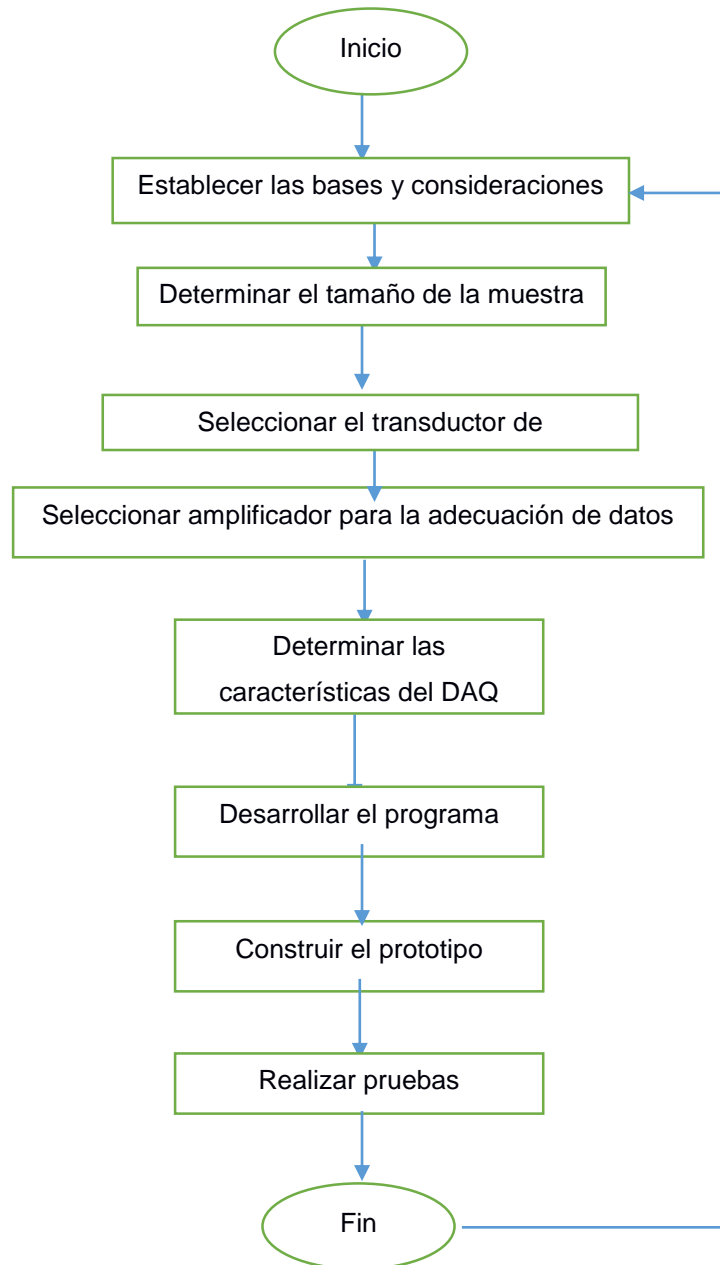 Inicio
Establecer las bases y consideraciones
Determinar el tamaño de la muestra
Seleccionar el transductor de
Seleccionar amplificador para la adecuación de datos
Determinar las
características del DAQ
Desarrollar el programa
Construir el prototipo
Realizar pruebas
Fin